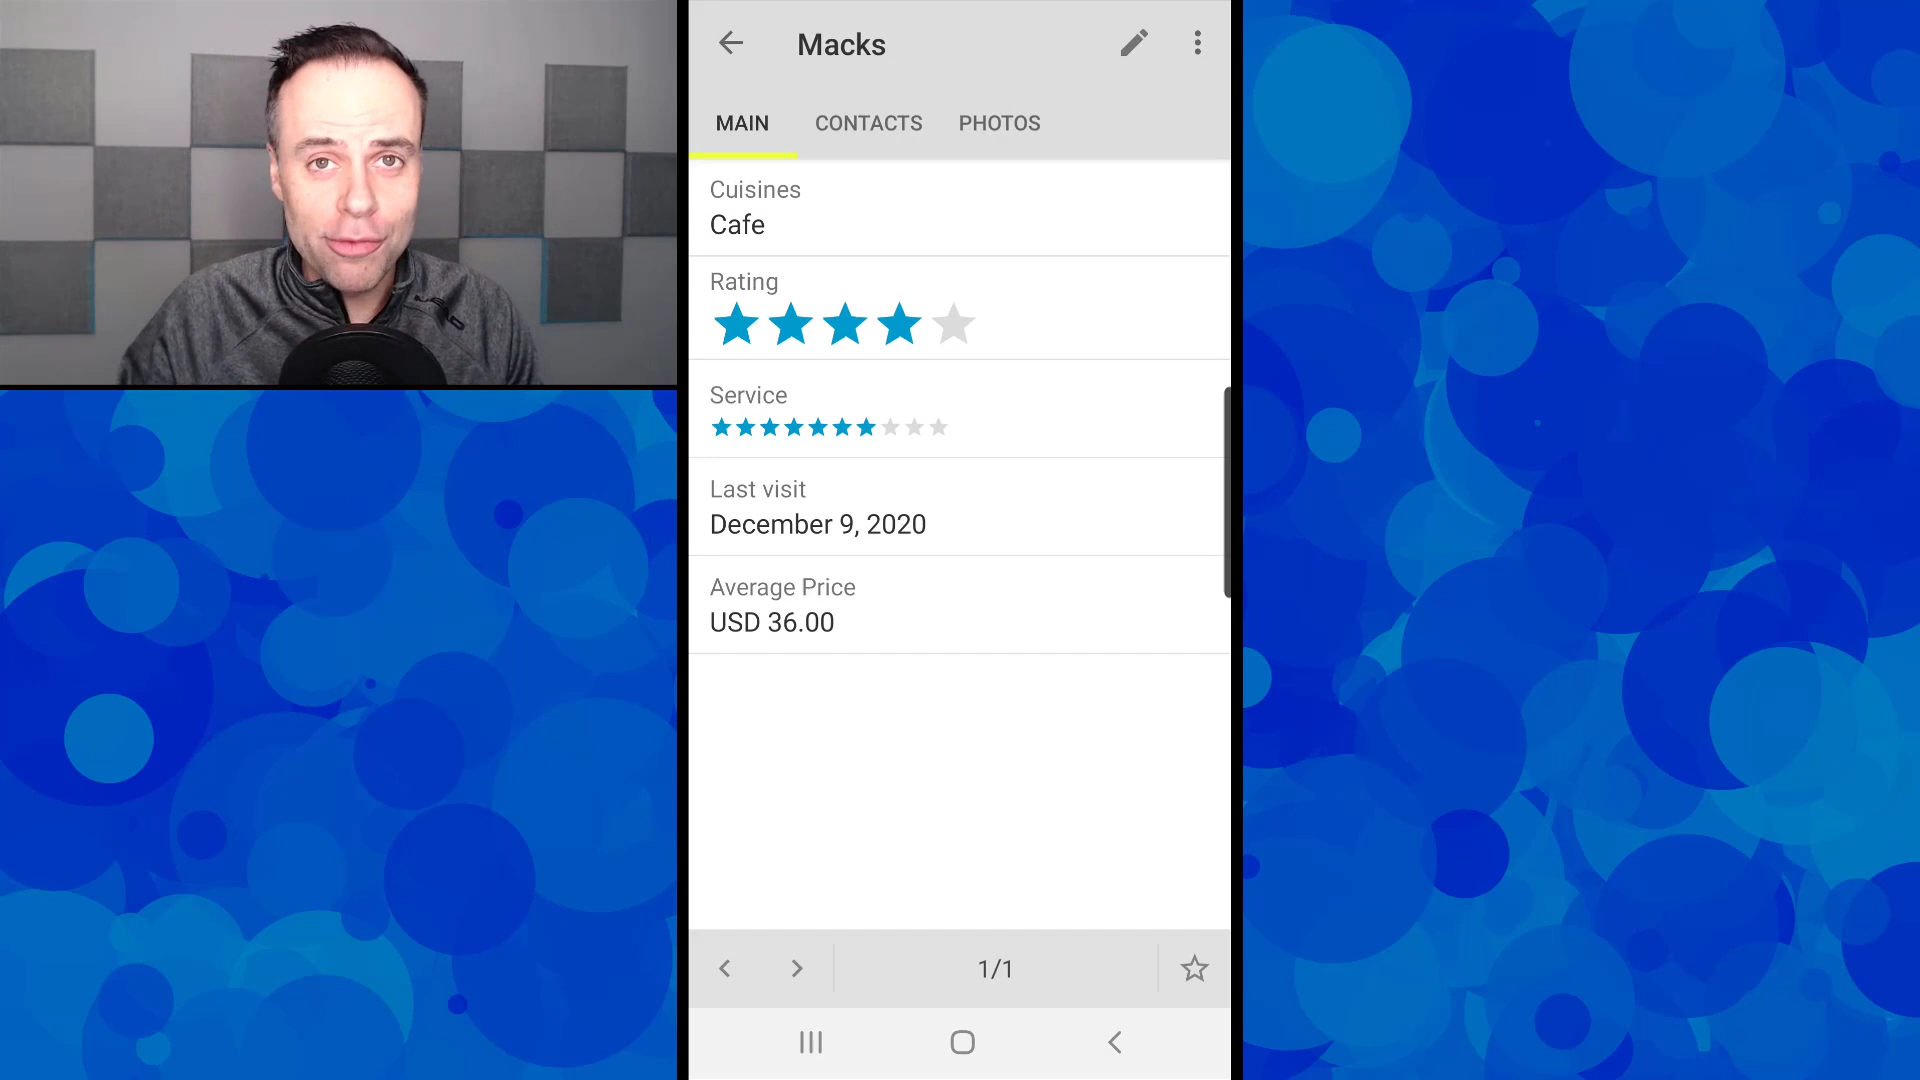 Macks
MAIN CONTACTS PHOTOS
Cuisines
Cafe
Rating
Service
Last visit
December 9, 2020
Average Price
USD 36.00
1/1